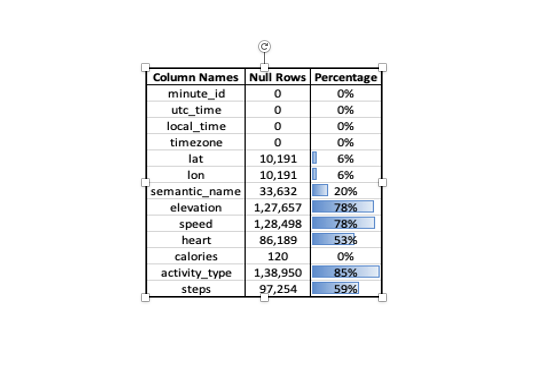 Column Names Null Rows Percentage
minute_id 0 0%
utc_time 0 0%
local_time 0 0%
timezone 0 0%
lat 10,191 6%
lon 10,191 6%
semantic_name 33,632 20%
elevation 1,27,657 78%
speed 1,28,498 78%
heart 86,189 53%
calories 120 0%
activity_type 1,38,950 85%
steps 97,254 59%